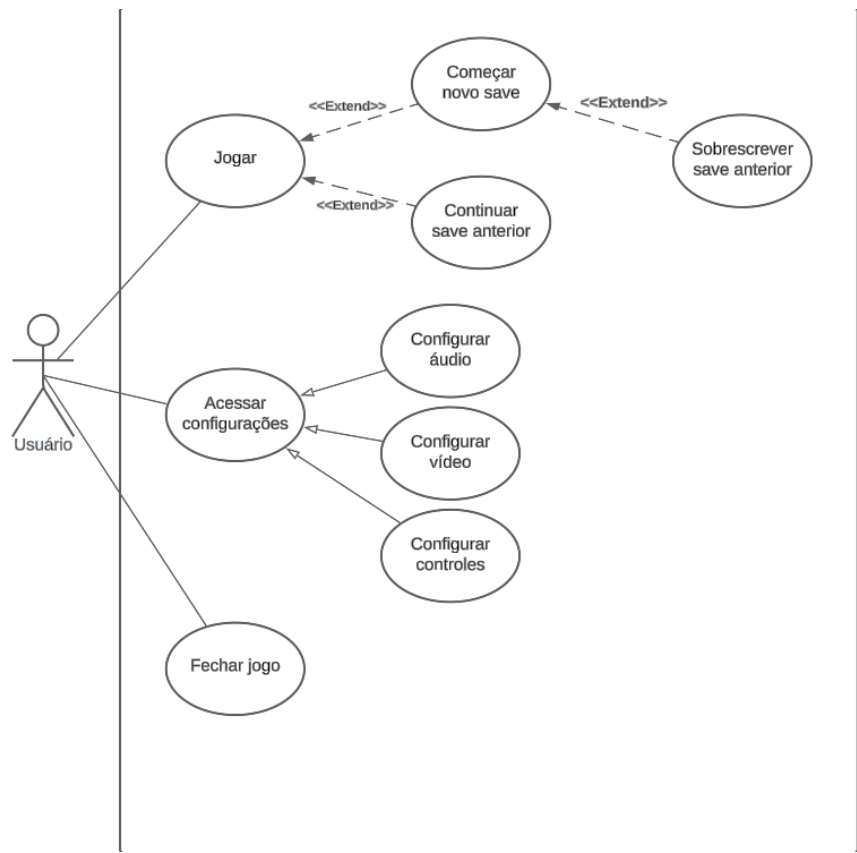 Começar
novo save
<<Extend>>
<<Extend>>
Jogar
Sobrescrever
save anterior
<<Extend>>
Continuar
save anterior
Configurar
áudio
Acessar
configurações
Usuário
Configurar
vídeo
Configurar
controles
Fechar jogo